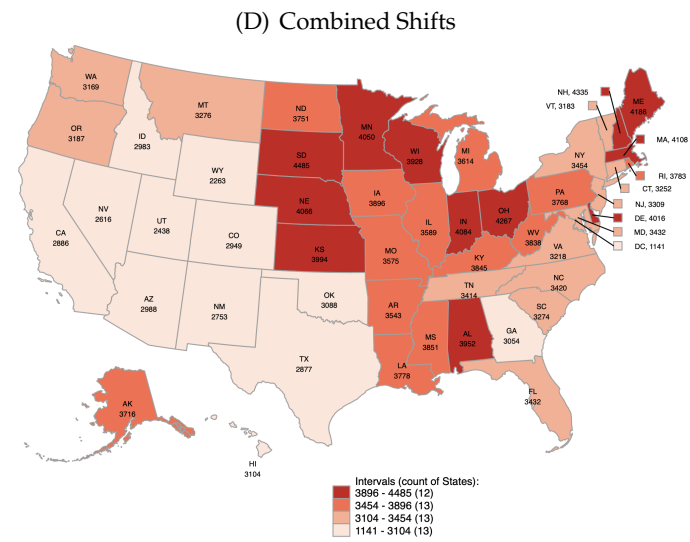 (D) Combined Shifts
WA
3169
OR
3187
CA
2886
NV
2616
ID
2983
MT
3276
WY
2263
UT
2438
CO
2949
AZ
2988
NM
2753
ND
3751
SD
4485
NE
4066
KS
3994
OK
3088
TX
2877
MN
4050
IA
3896
MO
3575
AR
3543
LA
3778
WI
3928
IL
3589
MI
3614
IN
4084
OH
4267
KY
3845
TN
3414
MS
3851
AL
3952
GA
3054
FL
3432
SC
3274
NC
3420
VA
3218
WV
3838
PA
3768
NY
3454
ME
4186
NH, 4335
VT, 3183
MA, 4108
RI, 3783
CT, 3252
NJ, 3309
DE, 4016
MD, 3432
DC, 1141
AK
3716
HI
3104
Intervals (count of States):
3896 - 4485 (12)
3454 - 3896 (13)
3104 - 3454 (13)
1141 - 3104 (13)